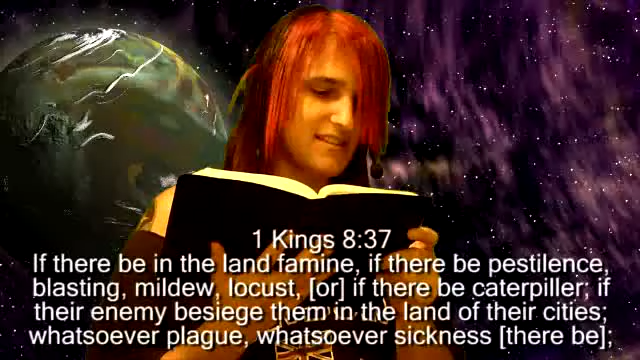 1 Kings 8:37
If there be in the land famine, if there be pestilence,
blasting, mildew, locust, [or] if there be caterpiller; if
their enemy besiege them in the land of their cities;
whatsoever plague, whatsoever sickness [there be];